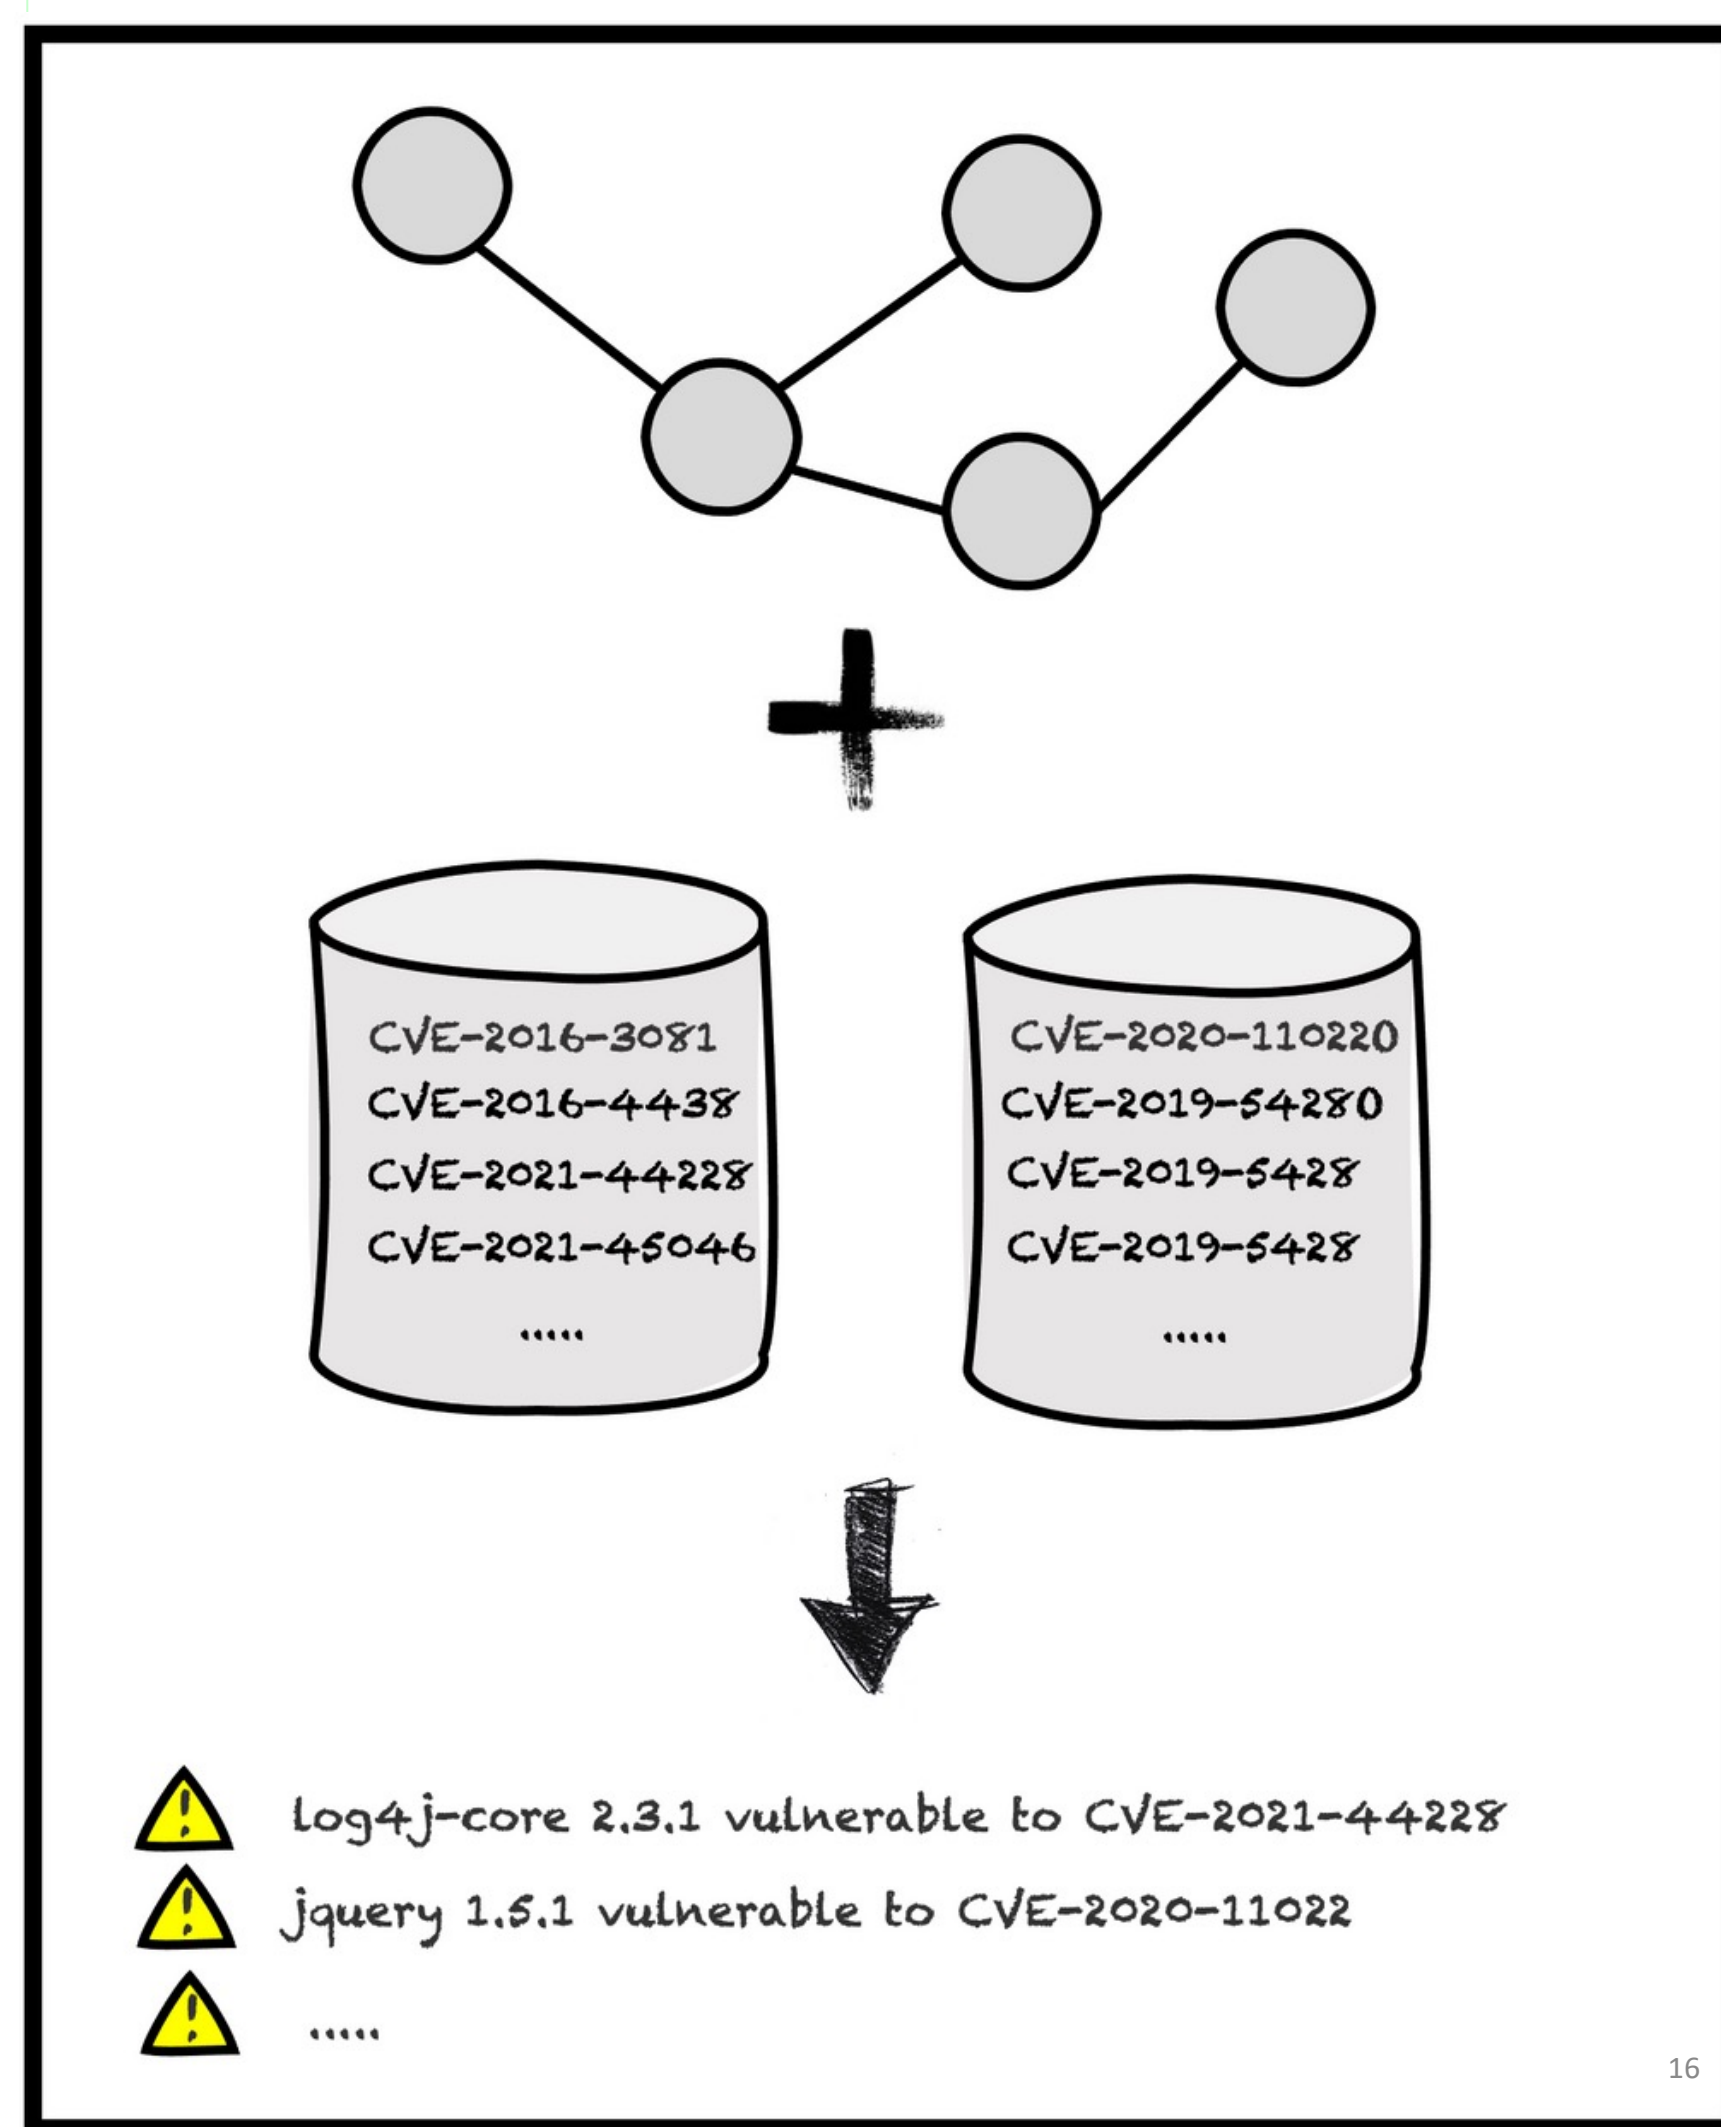 CVE-2016-3081
CVE-2016-4438
CVE-2021-44228
CVE-2021-45046
.....
CVE-2020-110220
CVE-2019-54280
CVE-2019-5428
CVE-2019-5428
.....
log4j-core 2.3.1 vulnerable to CVE-2021-44228
jquery 1.5.1 vulnerable to CVE-2020-11022
.....
16